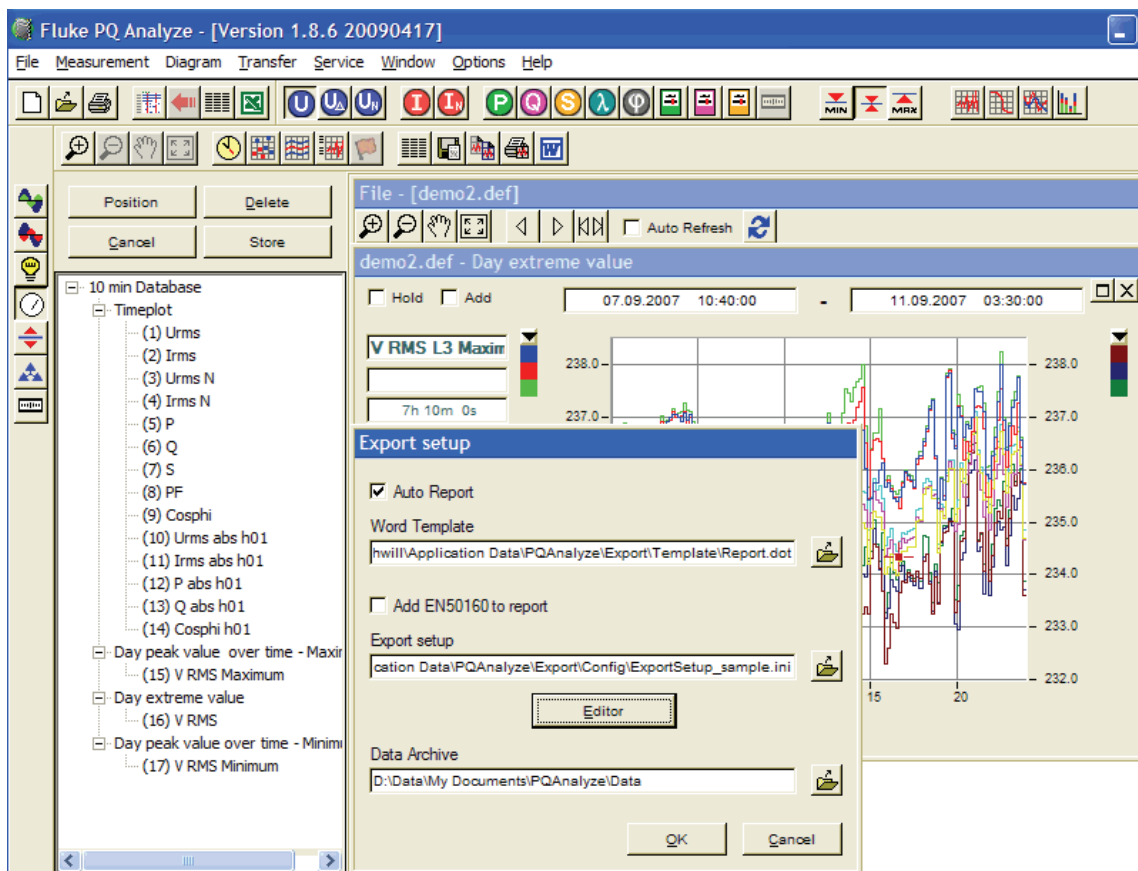 Fluke PQ Analyze - [Version 1.8.6 20090417]
File Measurement Diagram Transfer Service Window Options Help
U UΔ UN I IN P Q S λ φ MIN MAX
W
Position Delete
Cancel Store
10 min Database
Timeplot
(1) Urms
(2) Irms
(3) Urms N
(4) Irms N
(5) P
(6) Q
(7) S
(8) PF
(9) Cosphi
(10) Urms abs h01
(11) Irms abs h01
(12) P abs h01
(13) Q abs h01
(14) Cosphi h01
Day peak value over time - Maxir
(15) V RMS Maximum
Day extreme value
(16) V RMS
Day peak value over time - Minimu
(17) V RMS Minimum
File - [demo2.def]
Auto Refresh
demo2.def - Day extreme value
Hold Add 07.09.2007 10:40:00 - 11.09.2007 03:30:00
V RMS L3 Maxim
7h 10m 0s
238.0
237.0
238.0
237.0
236.0
235.0
234.0
233.0
232.0
15 20
Export setup
Auto Report
Word Template
hwill\Application Data\PQAnalyze\Export\Template\Report.dot
Add EN50160 to report
Export setup
cation Data\PQAnalyze\Export\Config\ExportSetup_sample.ini
Editor
Data Archive
D:\Data\My Documents\PQAnalyze\Data
OK Cancel